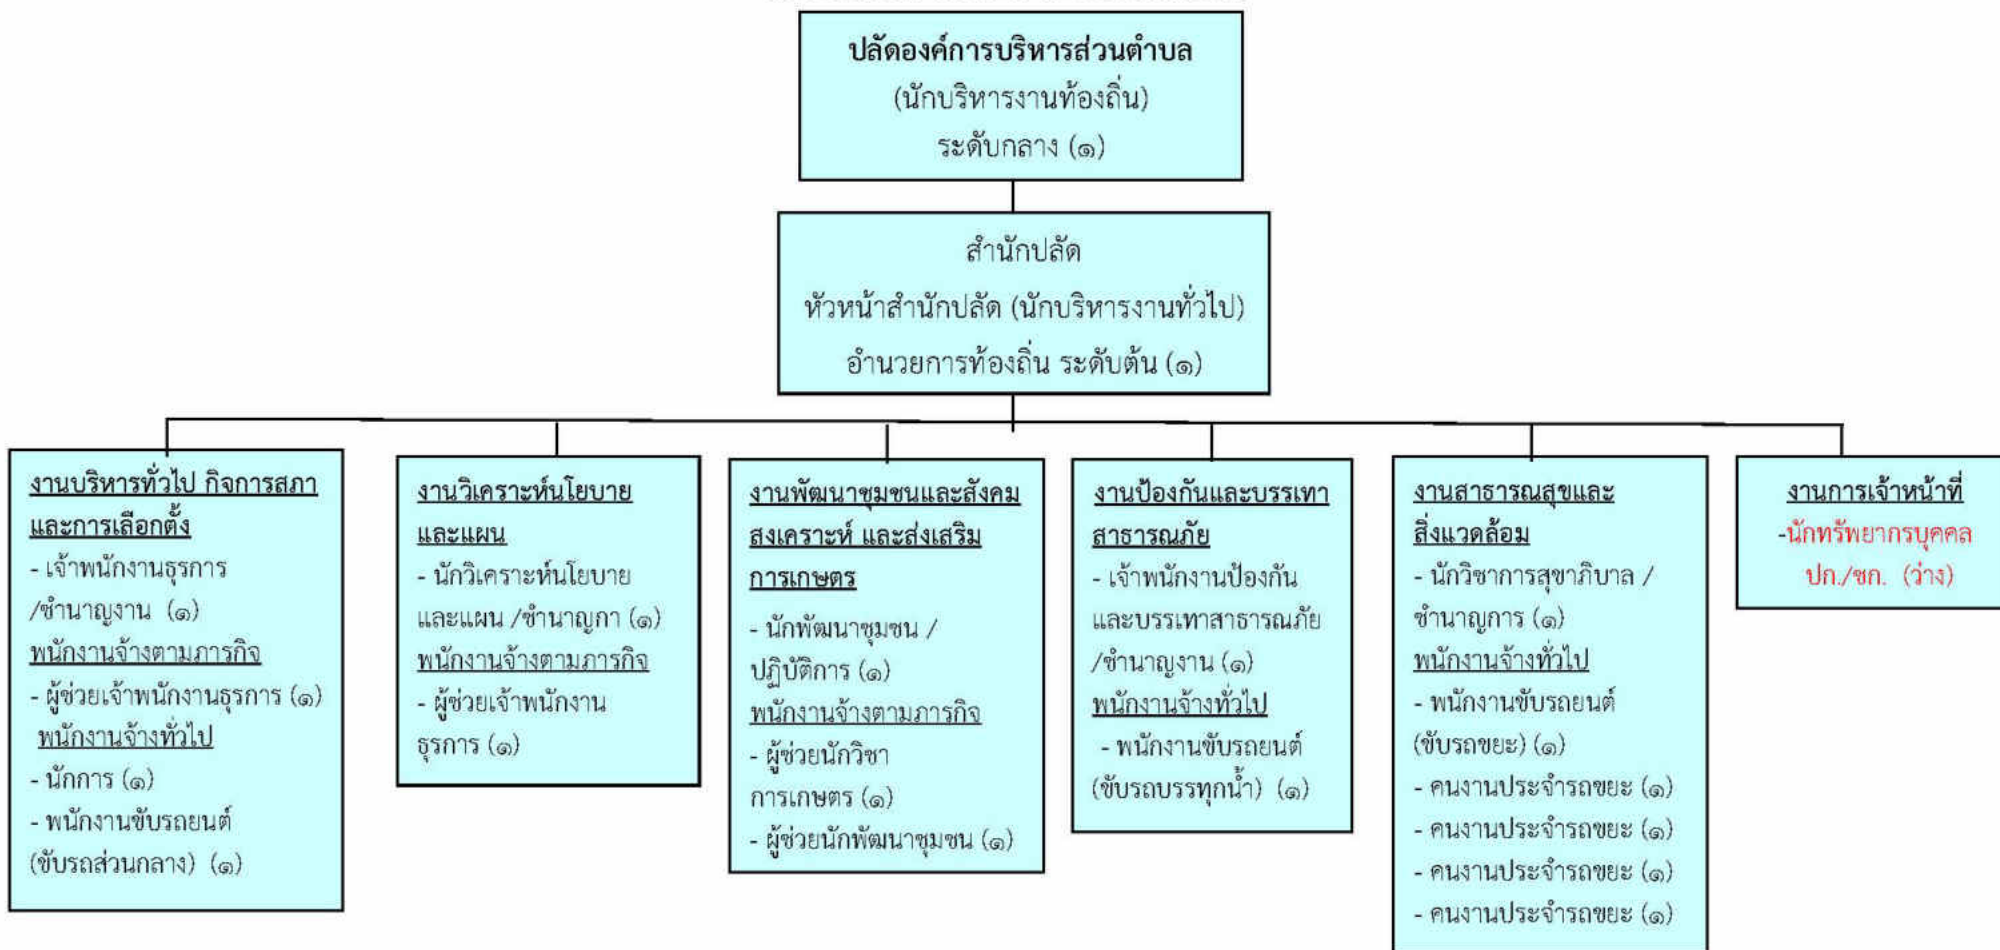 ปลัดองค์การบริหารส่วนตำบล
(นักบริหารงานท้องถิ่น)
ระดับกลาง (๑)
สำนักปลัด
หัวหน้าสำนักปลัด (นักบริหารงานทั่วไป)
อำนวยการท้องถิ่น ระดับต้น (๑)
งานบริหารทั่วไป กิจการสภา
และการเลือกตั้ง
- เจ้าพนักงานธุรการ
/ชำนาญงาน (๑)
พนักงานจ้างตามภารกิจ
- ผู้ช่วยเจ้าพนักงานธุรการ (๑)
พนักงานจ้างทั่วไป
- นักการ (๑)
- พนักงานขับรถยนต์
(ขับรถส่วนกลาง) (๑)
งานวิเคราะห์นโยบาย
และแผน
- นักวิเคราะห์นโยบาย
และแผน /ชำนาญกา (๑)
พนักงานจ้างตามภารกิจ
- ผู้ช่วยเจ้าพนักงาน
ธุรการ (๑)
งานพัฒนาชุมชนและสังคม
สงเคราะห์ และส่งเสริม
การเกษตร
- นักพัฒนาชุมชน /
ปฏิบัติการ (๑)
พนักงานจ้างตามภารกิจ
- ผู้ช่วยนักวิชา
การเกษตร (๑)
- ผู้ช่วยนักพัฒนาชุมชน (๑)
งานป้องกันและบรรเทา
สาธารณภัย
- เจ้าพนักงานป้องกัน
และบรรเทาสาธารณภัย
/ชำนาญงาน (๑)
พนักงานจ้างทั่วไป
- พนักงานขับรถยนต์
(ขับรถบรรทุกน้ำ) (๑)
งานสาธารณสุขและ
สิ่งแวดล้อม
- นักวิชาการสุขาภิบาล /
ชำนาญการ (๑)
พนักงานจ้างทั่วไป
- พนักงานขับรถยนต์
(ขับรถขยะ) (๑)
- คนงานประจำรถขยะ (๑)
- คนงานประจำรถขยะ (๑)
- คนงานประจำรถขยะ (๑)
- คนงานประจำรถขยะ (๑)
งานการเจ้าหน้าที่
-นักทรัพยากรบุคคล
ปก./ชก. (ว่าง)